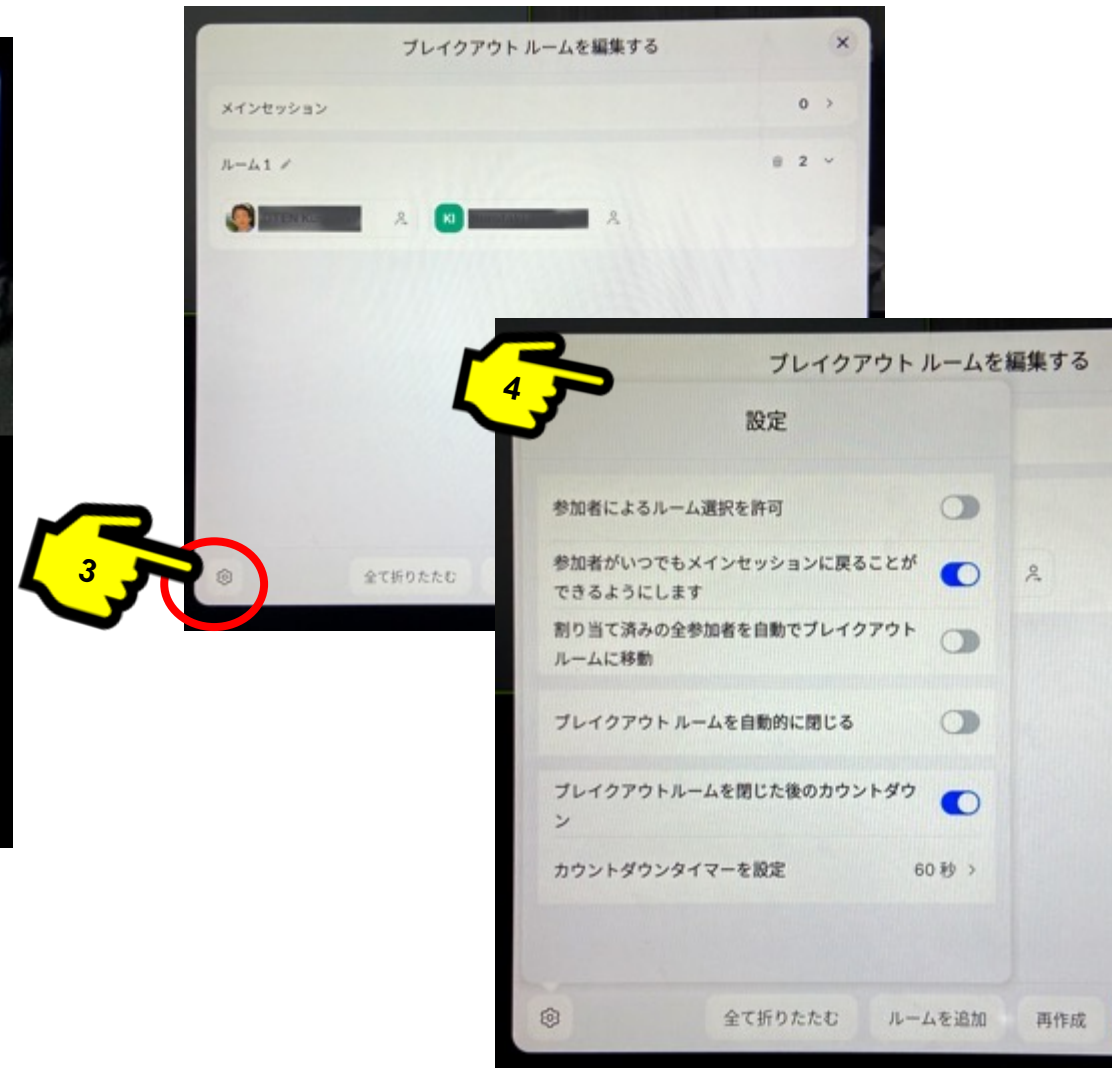 ブレイクアウト ルームを編集する
メインセッション 0
ルーム 1 2
KI
3
全て折りたたむ
4
ブレイクアウト ルームを編集する
設定
参加者によるルーム選択を許可
参加者がいつでもメインセッションに戻ることが
できるようにします
割り当て済みの全参加者を自動でブレイクアウト
ルームに移動
ブレイクアウト ルームを自動的に閉じる
ブレイクアウトルームを閉じた後のカウントダウ
ン
カウントダウンタイマーを設定 60 秒
全て折りたたむ ルームを追加 再作成